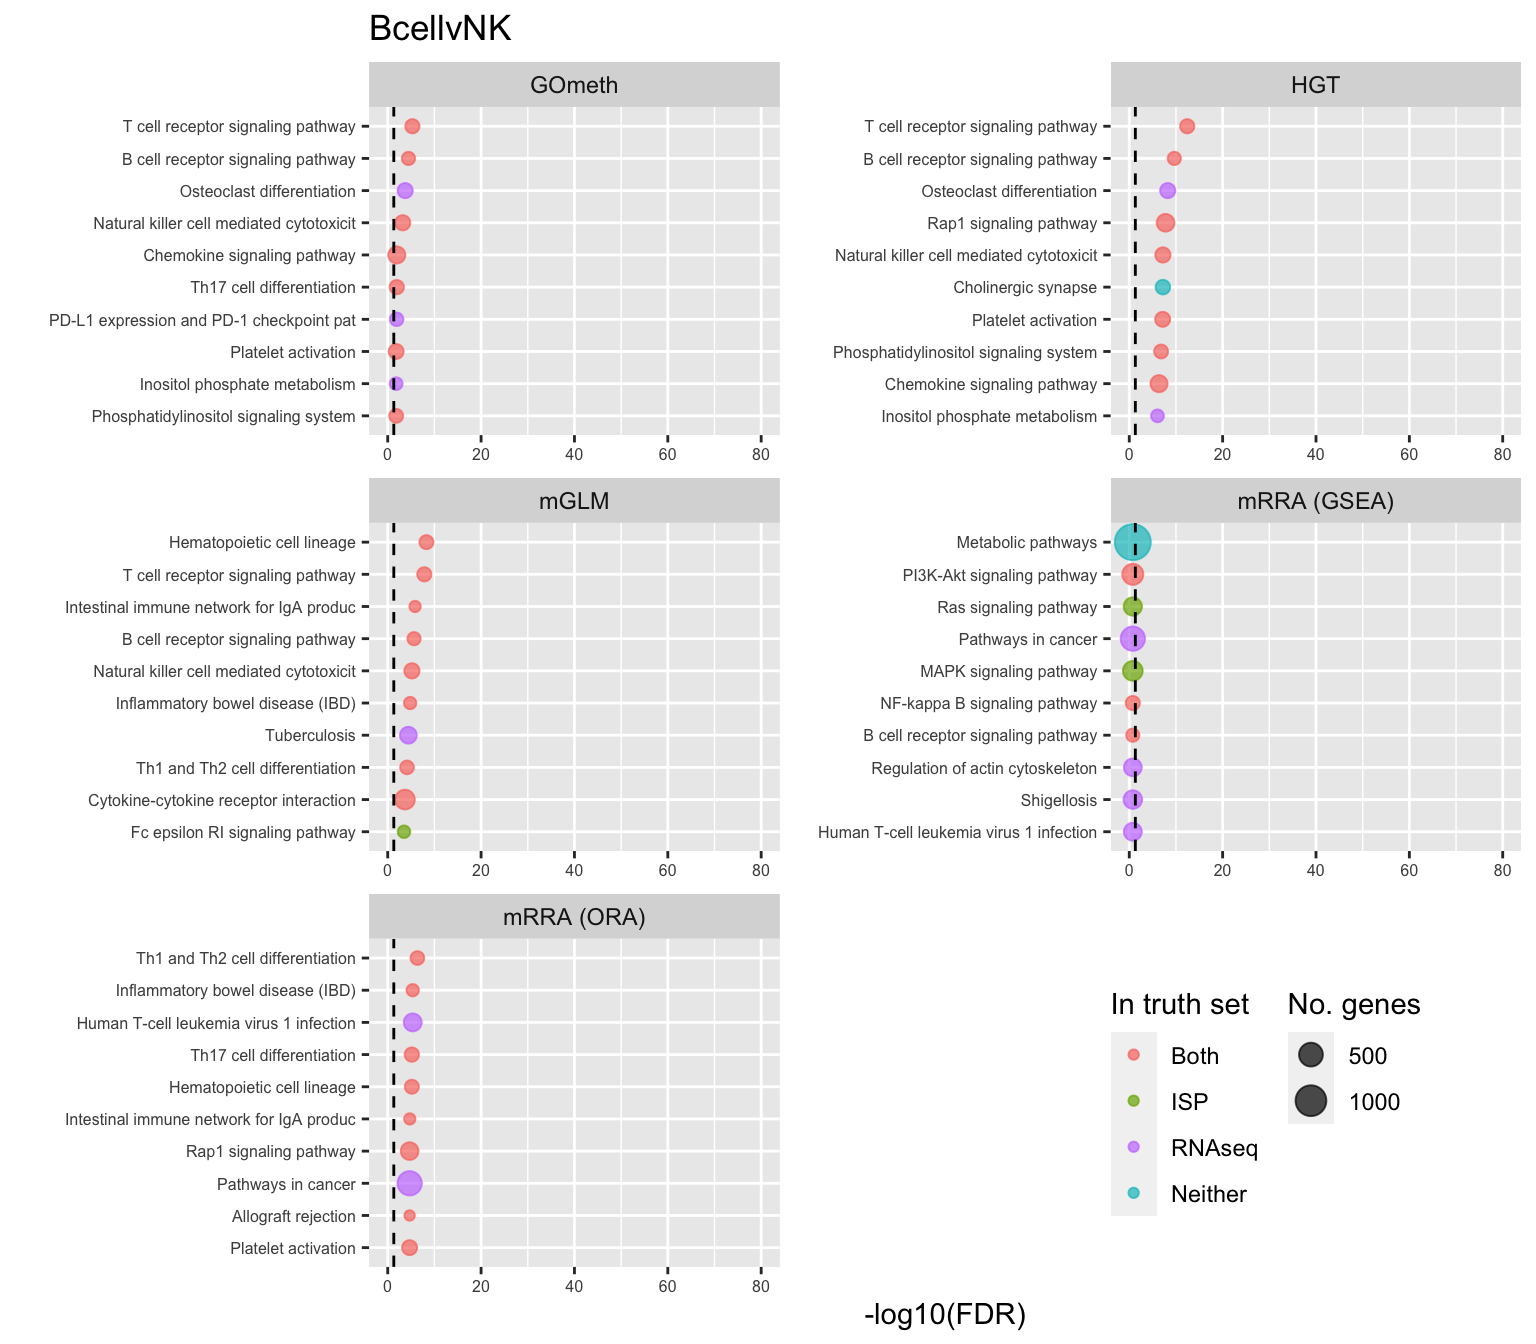 BcellvNK
GOmeth
T cell receptor signaling pathway
B cell receptor signaling pathway
Osteoclast differentiation
Natural killer cell mediated cytotoxicit
Chemokine signaling pathway
Th17 cell differentiation
PD-L1 expression and PD-1 checkpoint pat
Platelet activation
Inositol phosphate metabolism
Phosphatidylinositol signaling system
0 20 40 60 80
HGT
T cell receptor signaling pathway
B cell receptor signaling pathway
Osteoclast differentiation
Rap1 signaling pathway
Natural killer cell mediated cytotoxicit
Cholinergic synapse
Platelet activation
Phosphatidylinositol signaling system
Chemokine signaling pathway
Inositol phosphate metabolism
0 20 40 60 80
mGLM
Hematopoietic cell lineage
T cell receptor signaling pathway
Intestinal immune network for IgA produc
B cell receptor signaling pathway
Natural killer cell mediated cytotoxicit
Inflammatory bowel disease (IBD)
Tuberculosis
Th1 and Th2 cell differentiation
Cytokine-cytokine receptor interaction
Fc epsilon RI signaling pathway
0 20 40 60 80
mRRA (GSEA)
Metabolic pathways
PI3K-Akt signaling pathway
Ras signaling pathway
Pathways in cancer
MAPK signaling pathway
NF-kappa B signaling pathway
B cell receptor signaling pathway
Regulation of actin cytoskeleton
Shigellosis
Human T-cell leukemia virus 1 infection
0 20 40 60 80
mRRA (ORA)
Th1 and Th2 cell differentiation
Inflammatory bowel disease (IBD)
Human T-cell leukemia virus 1 infection
Th17 cell differentiation
Hematopoietic cell lineage
Intestinal immune network for IgA produc
Rap1 signaling pathway
Pathways in cancer
Allograft rejection
Platelet activation
0 20 40 60 80
In truth set
Both
ISP
RNAseq
Neither
No. genes
500
1000
-log10(FDR)